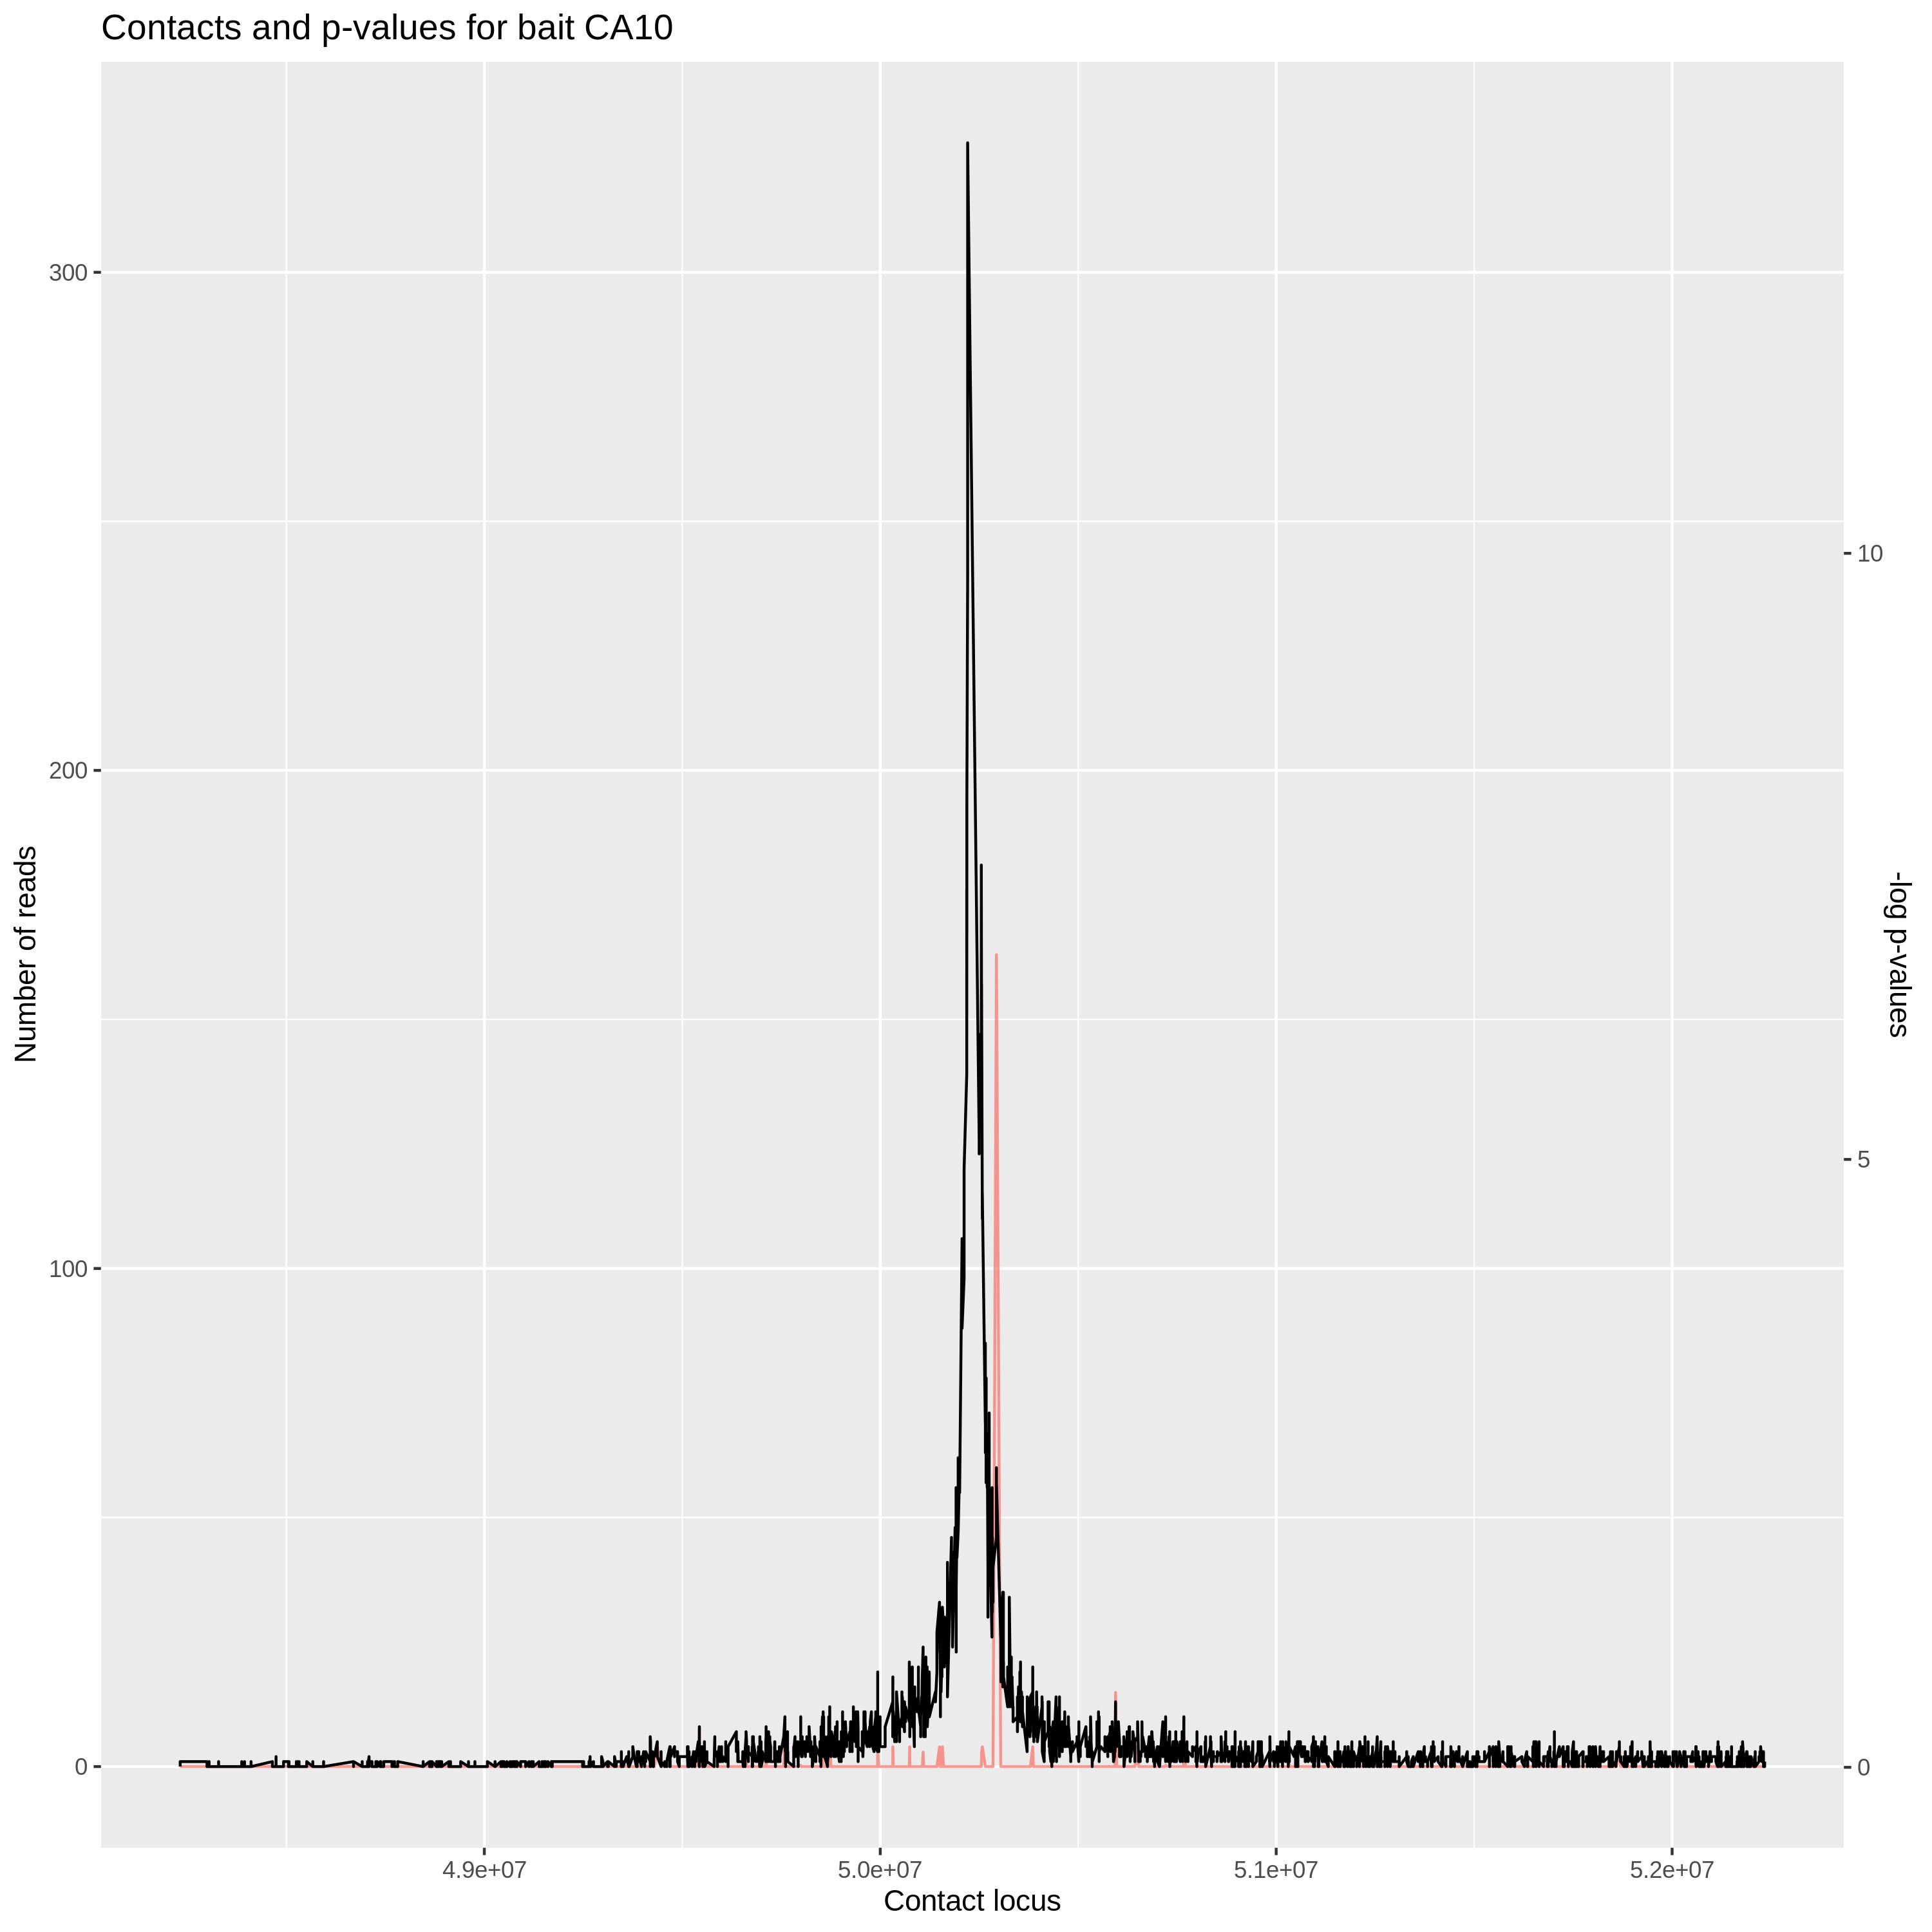 Contacts and p-values for bait CA10
300
200
100
0
Number of reads
10
5
0
-log p-values
4.9e+07
5.0e+07
5.1e+07
5.2e+07
Contact locus